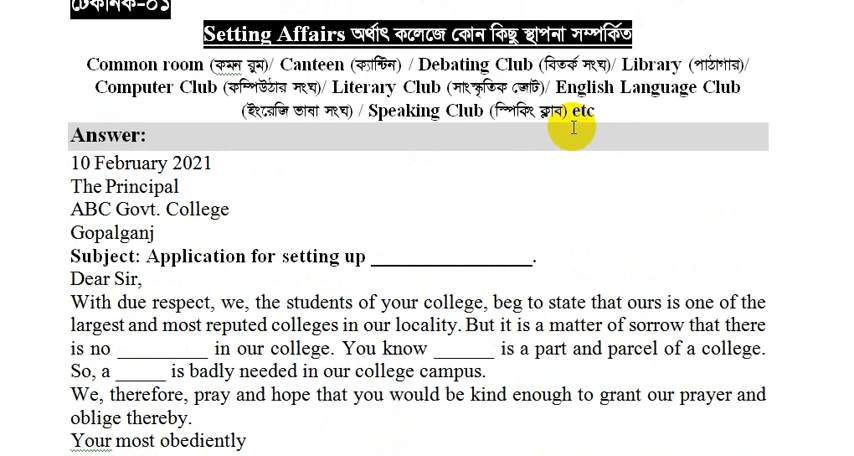 টেকনিক-০১
Setting Affairs অর্থাৎ কলেজে কোন কিছু স্থাপনা সম্পর্কিত
Common room (কমন রুম)/ Canteen (ক্যান্টিন) / Debating Club (বিতর্ক সংঘ)/ Library (পাঠাগার)/
Computer Club (কম্পিউঠার সংঘ)/ Literary Club (সাংস্কৃতিক জোট)/ English Language Club
(ইংরেজি ভাষা সংঘ) / Speaking Club (স্পিকিং ক্লাব) etc
Answer:
10 February 2021
The Principal
ABC Govt. College
Gopalganj
Subject: Application for setting up _________________.
Dear Sir,
With due respect, we, the students of your college, beg to state that ours is one of the
largest and most reputed colleges in our locality. But it is a matter of sorrow that there
is no _________ in our college. You know ______ is a part and parcel of a college.
So, a _____ is badly needed in our college campus.
We, therefore, pray and hope that you would be kind enough to grant our prayer and
oblige thereby.
Your most obediently